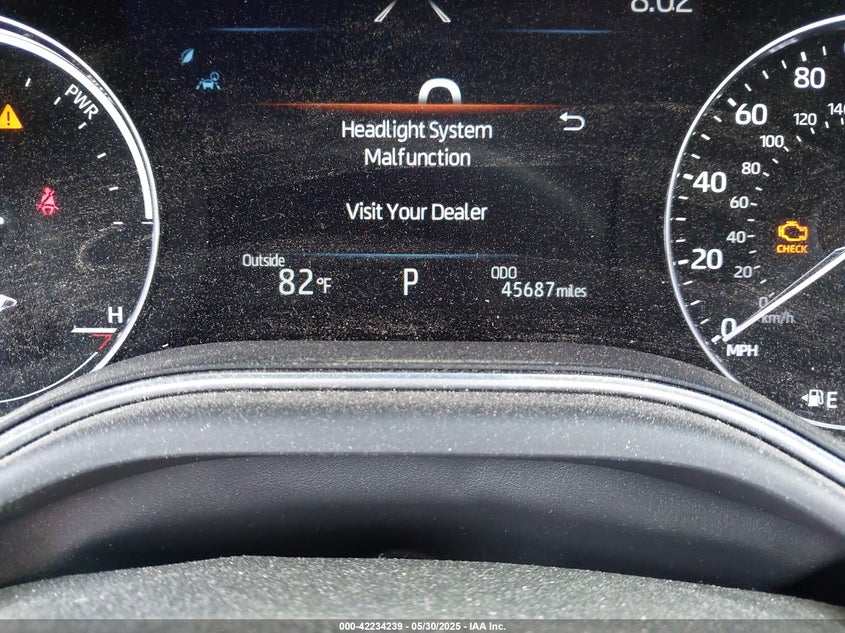 8:02
PWR
Headlight System
Malfunction
Visit Your Dealer
Outside
82°F
P
ODO
45687 miles
H
80
60
40
20
0
MPH
140
120
100
80
60
40
20
0
km/h
CHECK
E
000-42234239 - 05/30/2025 - IAA Inc.